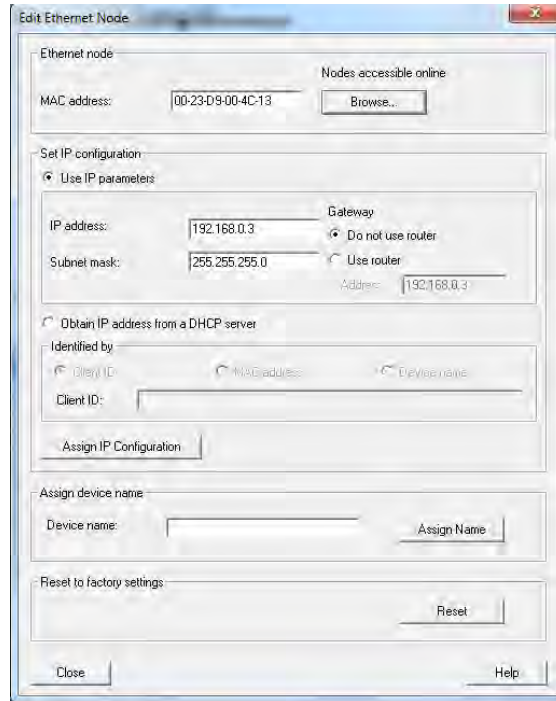 Edit Ethernet Node
Ethernet node
Nodes accessible online
MAC address: 00-23-D9-00-4C-13 Browse..
Set IP configuration
Use IP parameters
Gateway
IP address: 192.168.0.3 Do not use router
Subnet mask: 255.255.255.0 Use router
Address: 192.168.0.3
Obtain IP address from a DHCP server
Identified by
Client ID MAC address Device name
Client ID:
Assign IP Configuration
Assign device name
Device name: Assign Name
Reset to factory settings
Reset
Close Help